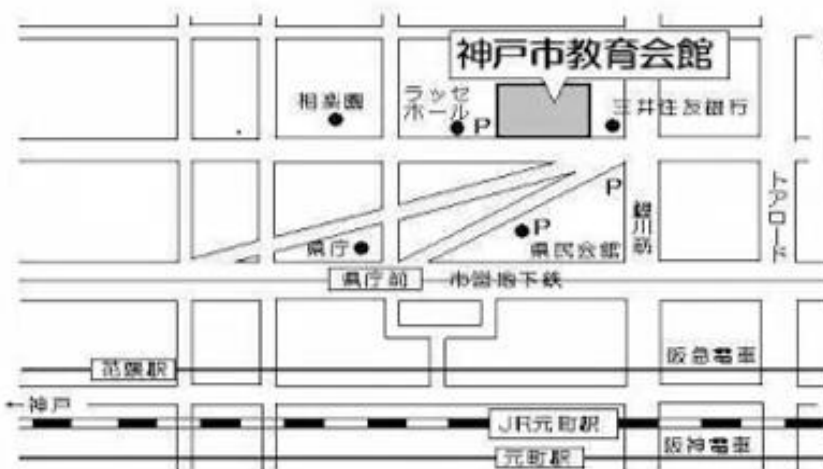 神戸市教育会館
相楽園
ラッセ
ホール
P
三井住友銀行
P
トアロード
鯉川筋
P
県庁
県民会館
県庁前
市営地下鉄
花隈駅
阪急電車
←神戸
JR元町駅
阪神電車
元町駅